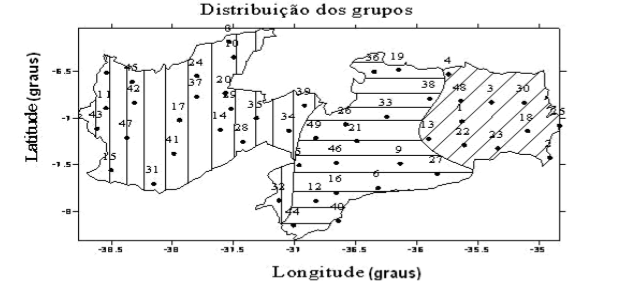 Distribuição dos grupos
36 19 4
45 24 10
11 42 37 20 29 39 38 48 3 30
43 17 35 26 33 1 18 25
47 14 28 34 49 21 13 22 23 2
15 41 5 46 9 27
31 32 12 16 6
44 40
-6.5
-7
-7.5
-8
-38.5 -38 -37.5 -37 -36.5 -36 -35.5 -35
Latitude (graus)
Longitude (graus)